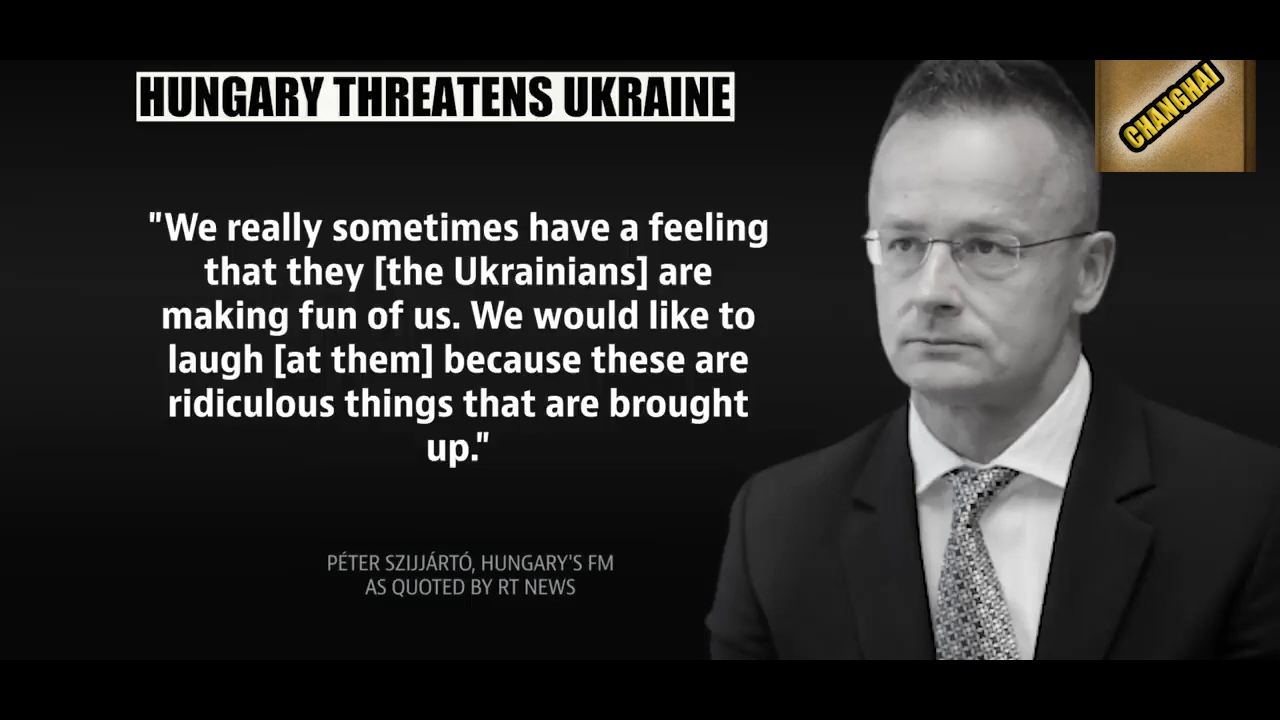 HUNGARY THREATENS UKRAINE
CHANGHAI
"We really sometimes have a feeling
that they [the Ukrainians] are
making fun of us. We would like to
laugh [at them] because these are
ridiculous things that are brought
up."
PÉTER SZIJJÁRTÓ, HUNGARY'S FM
AS QUOTED BY RT NEWS